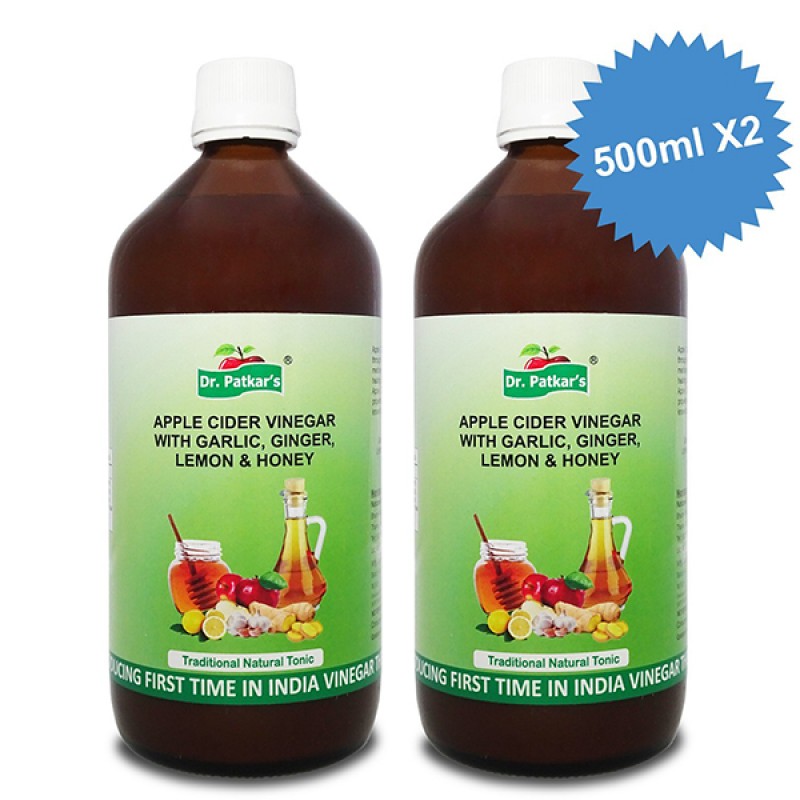 500ml X2
Dr. Patkar's ®
APPLE CIDER VINEGAR
WITH GARLIC, GINGER,
LEMON & HONEY
Traditional Natural Tonic
FIRST TIME IN INDIA VINEGAR
Dr. Patkar's ®
APPLE CIDER VINEGAR
WITH GARLIC, GINGER,
LEMON & HONEY
Traditional Natural Tonic
FIRST TIME IN INDIA VINEGAR